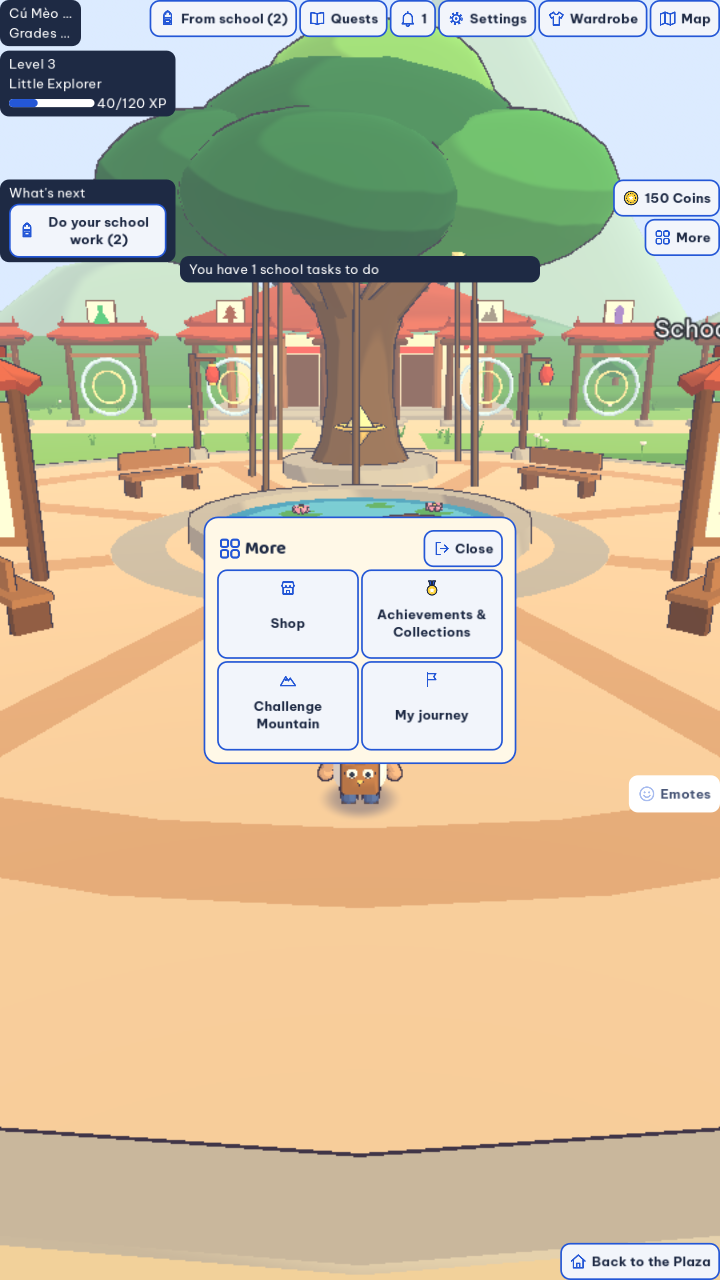 Cú Mèo ...
Grades ...
From school (2)
Quests
1
Settings
Wardrobe
Map
Level 3
Little Explorer
40/120 XP
What's next
Do your school
work (2)
150 Coins
More
You have 1 school tasks to do
More
Close
Shop
Achievements &
Collections
Challenge
Mountain
My journey
Emotes
Back to the Plaza